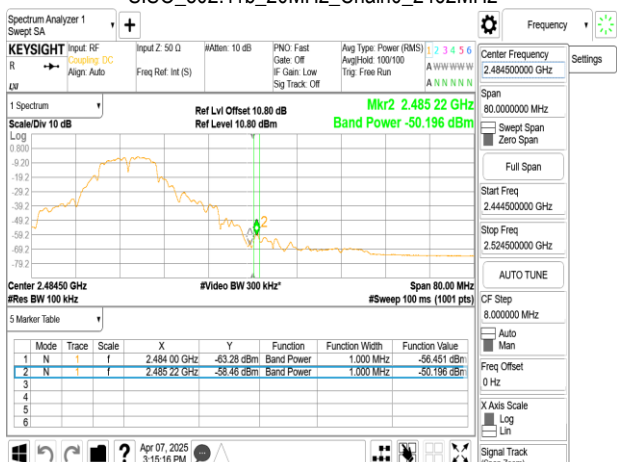 SISO_802.11b_20MHz_Chain0_2462MHz
Spectrum Analyzer 1
Swept SA
+
Frequency
KEYSIGHT
R
LXI
Input: RF
Coupling: DC
Align: Auto
Input Z: 50 Ω
Freq Ref: Int (S)
#Atten: 10 dB
PNO: Fast
Gate: Off
IF Gain: Low
Sig Track: Off
Avg Type: Power (RMS)
Avg|Hold: 100/100
Trig: Free Run
1 2 3 4 5 6
A W W W W W
A N N N N N
Center Frequency
2.484500000 GHz
Settings
Span
80.0000000 MHz
Swept Span
Zero Span
Full Span
Start Freq
2.444500000 GHz
Stop Freq
2.524500000 GHz
AUTO TUNE
CF Step
8.000000 MHz
Auto
Man
Freq Offset
0 Hz
X Axis Scale
Log
Lin
Signal Track
1 Spectrum
Scale/Div 10 dB
Log
Ref Lvl Offset 10.80 dB
Ref Level 10.80 dBm
Mkr2 2.485 22 GHz
Band Power -50.196 dBm
0.800
-9.20
-19.2
-29.2
-39.2
-49.2
-59.2
-69.2
-79.2
2
Center 2.48450 GHz
#Res BW 100 kHz
#Video BW 300 kHz*
Span 80.00 MHz
#Sweep 100 ms (1001 pts)
5 Marker Table
Mode Trace Scale X Y Function Function Width Function Value
1 N 1 f 2.484 00 GHz -63.28 dBm Band Power 1.000 MHz -56.451 dBm
2 N 1 f 2.485 22 GHz -58.46 dBm Band Power 1.000 MHz -50.196 dBm
3
4
5
6
?
Apr 07, 2025
3:15:16 PM